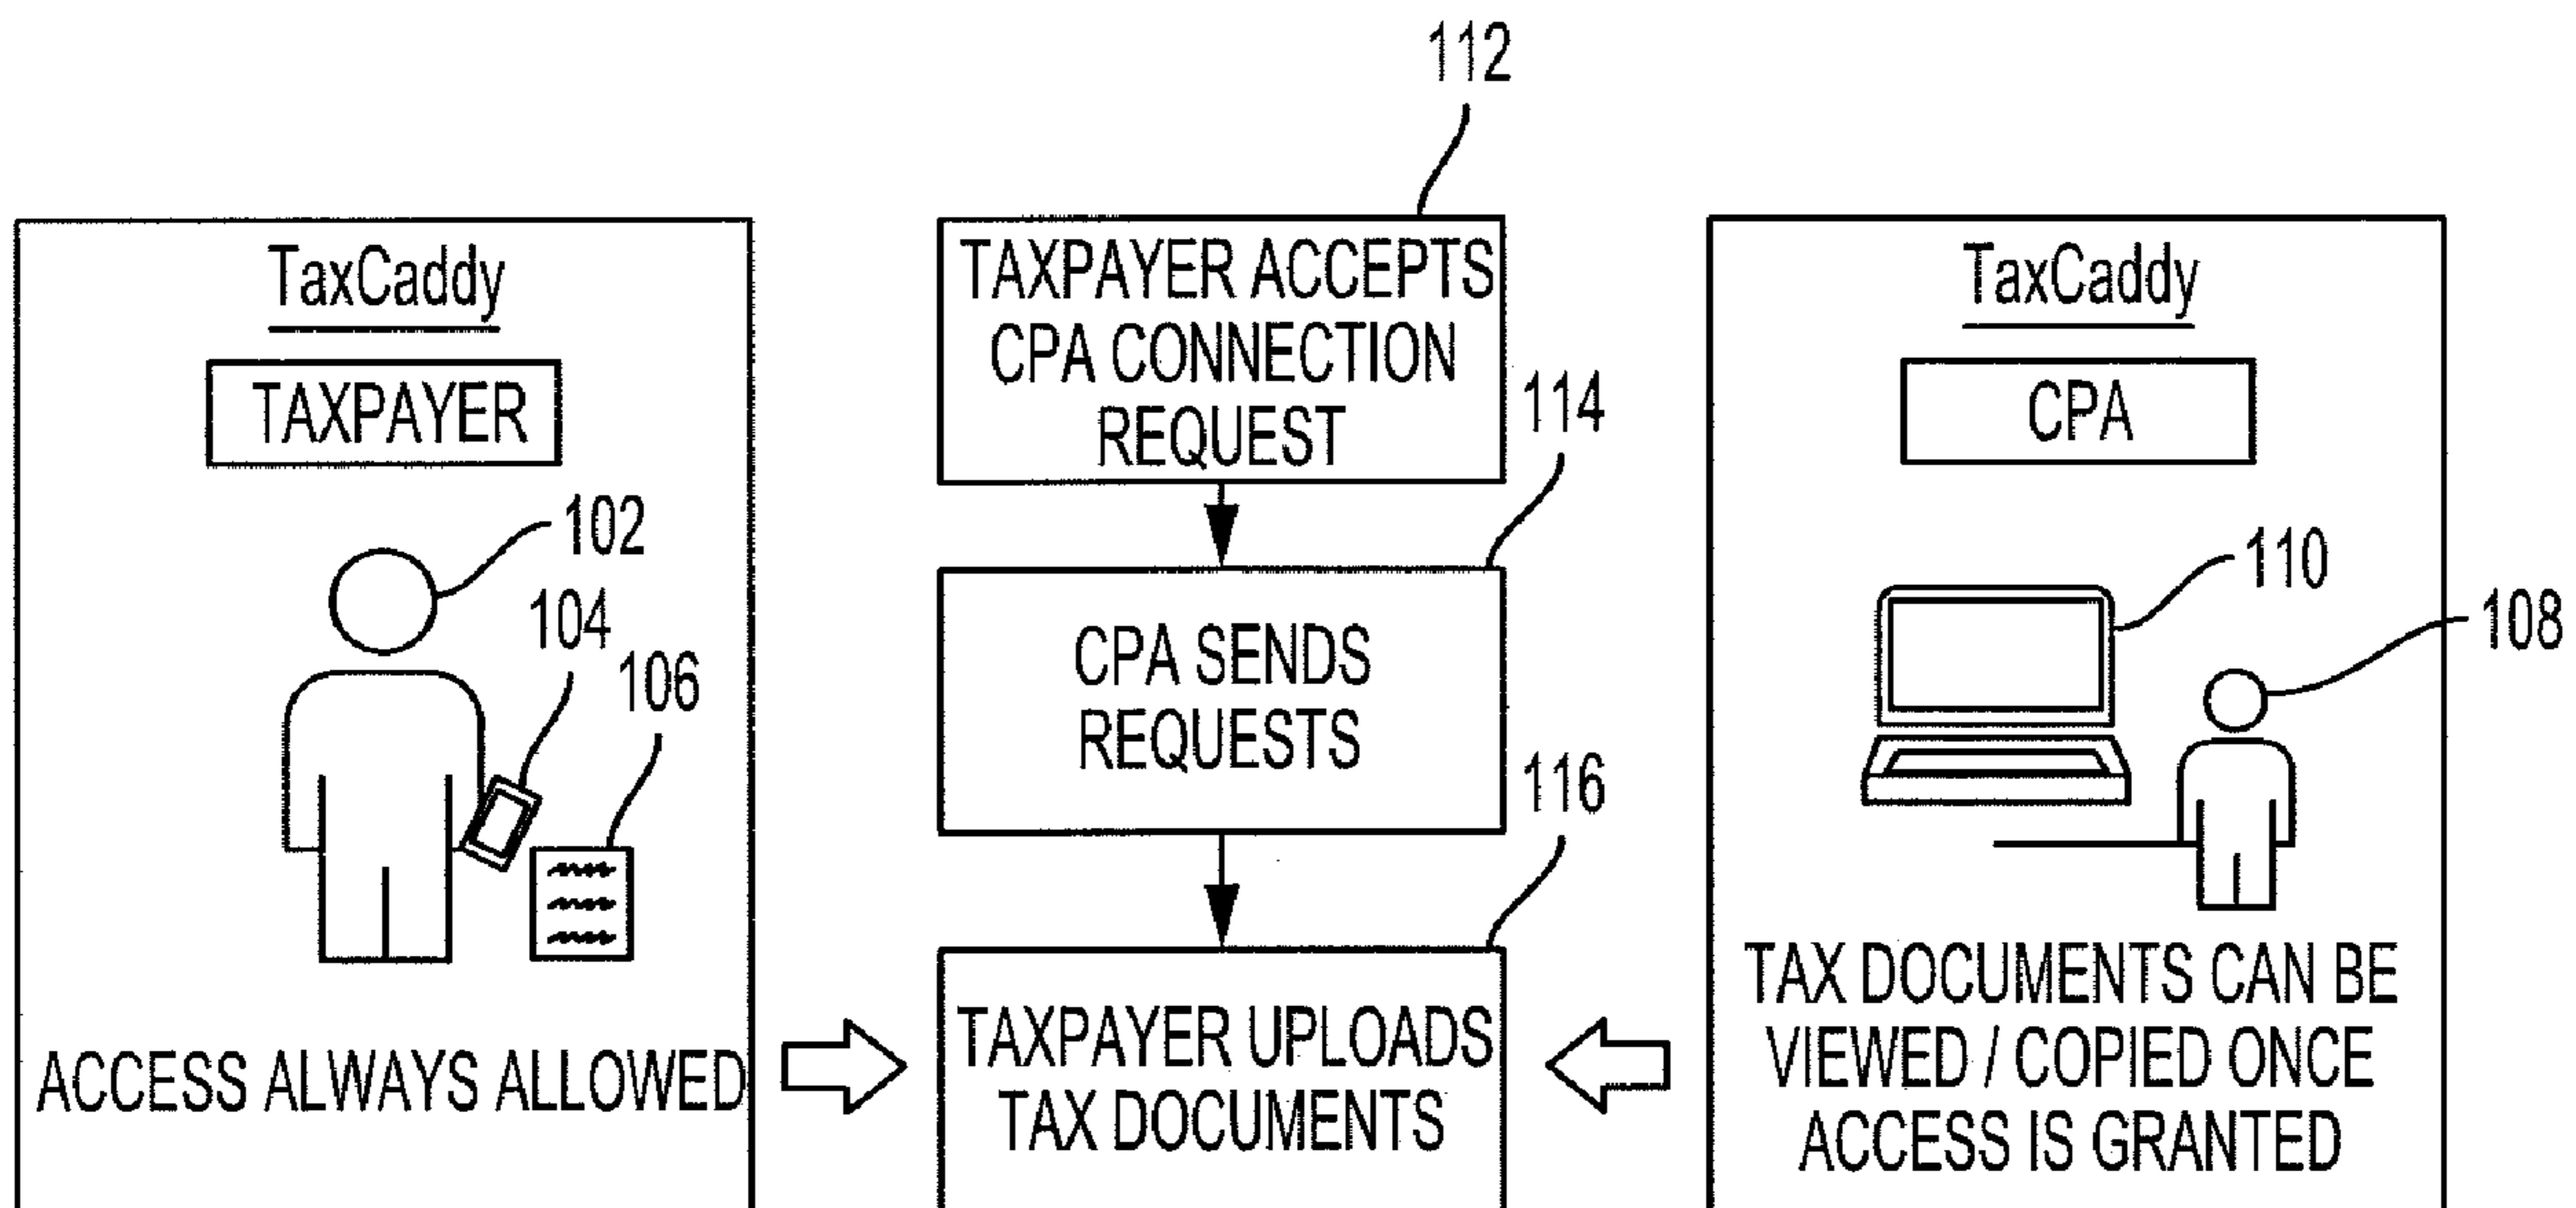 112
TaxCaddy
TAXPAYER
102
104
106
ACCESS ALWAYS ALLOWED
TAXPAYER ACCEPTS
CPA CONNECTION
REQUEST
114
CPA SENDS
REQUESTS
116
TAXPAYER UPLOADS
TAX DOCUMENTS
TaxCaddy
CPA
110
108
TAX DOCUMENTS CAN BE
VIEWED / COPIED ONCE
ACCESS IS GRANTED